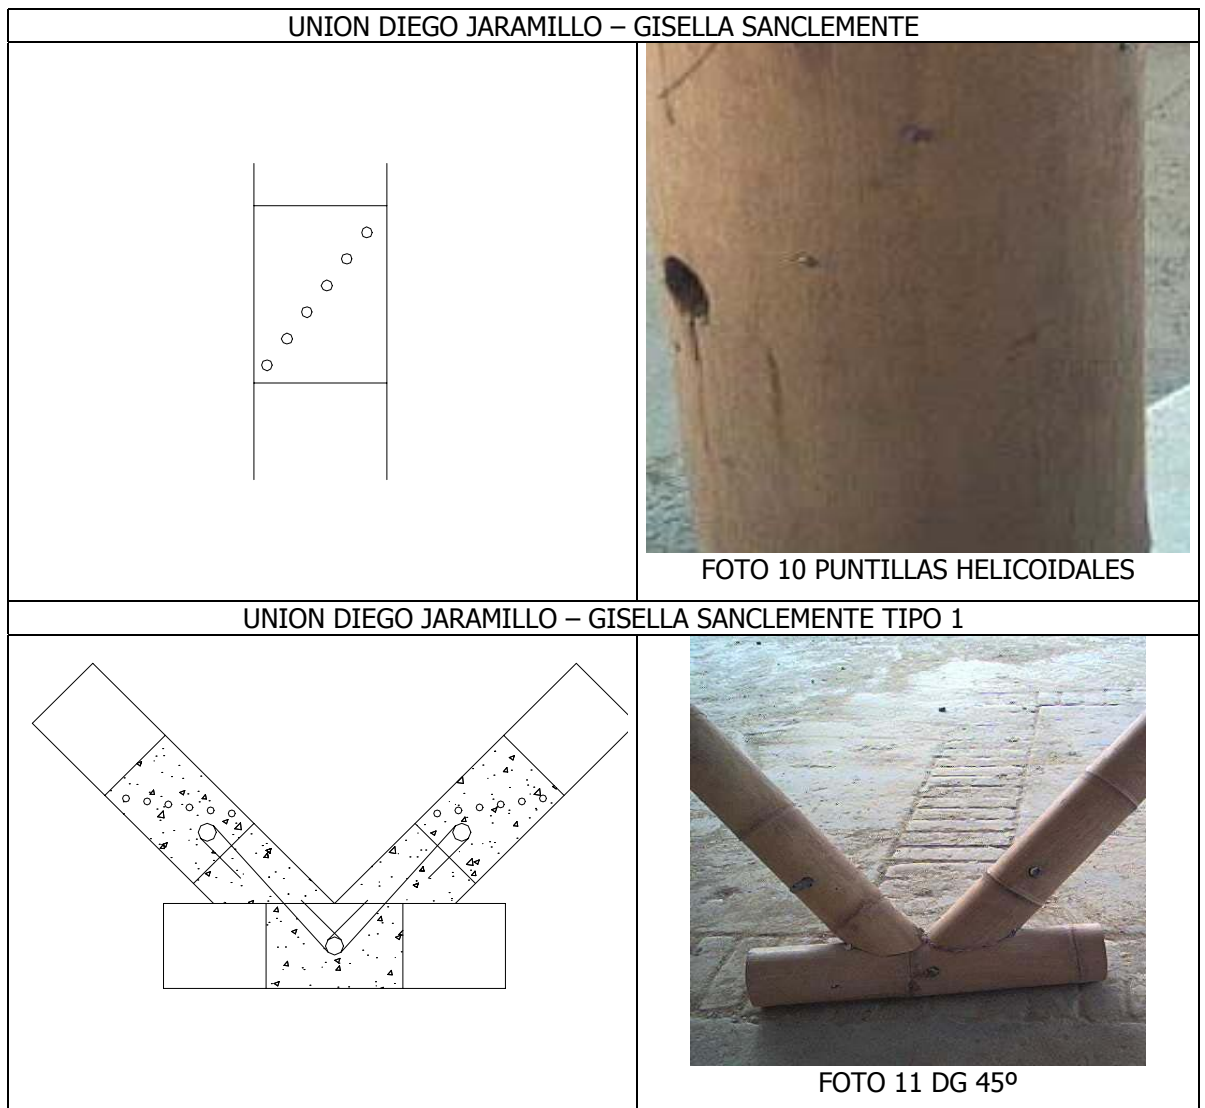 UNION DIEGO JARAMILLO – GISELLA SANCLEMENTE
FOTO 10 PUNTILLAS HELICOIDALES
UNION DIEGO JARAMILLO – GISELLA SANCLEMENTE TIPO 1
FOTO 11 DG 45º